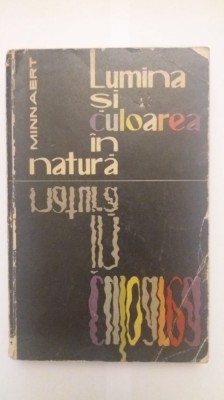 MINNAERT
Lumina
și
culoarea
în
natură